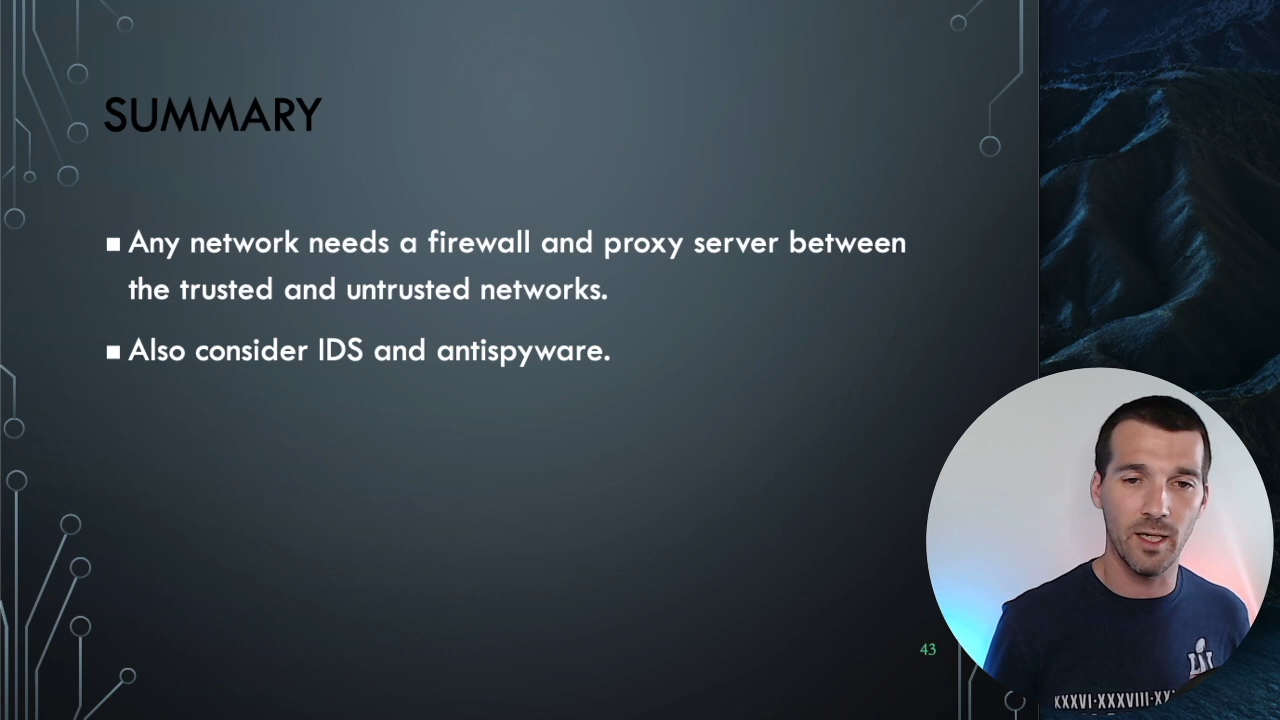 SUMMARY
Any network needs a firewall and proxy server between
the trusted and untrusted networks.
Also consider IDS and antispyware.
43
LI